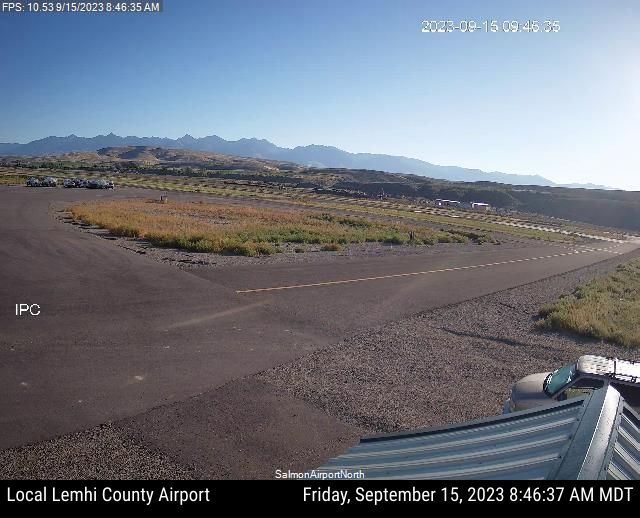 FPS: 10.53 9/15/2023 8:46:35 AM
2023-09-15 09:46:35
IPC
SalmonAirportNorth
Local Lemhi County Airport
Friday, September 15, 2023 8:46:37 AM MDT